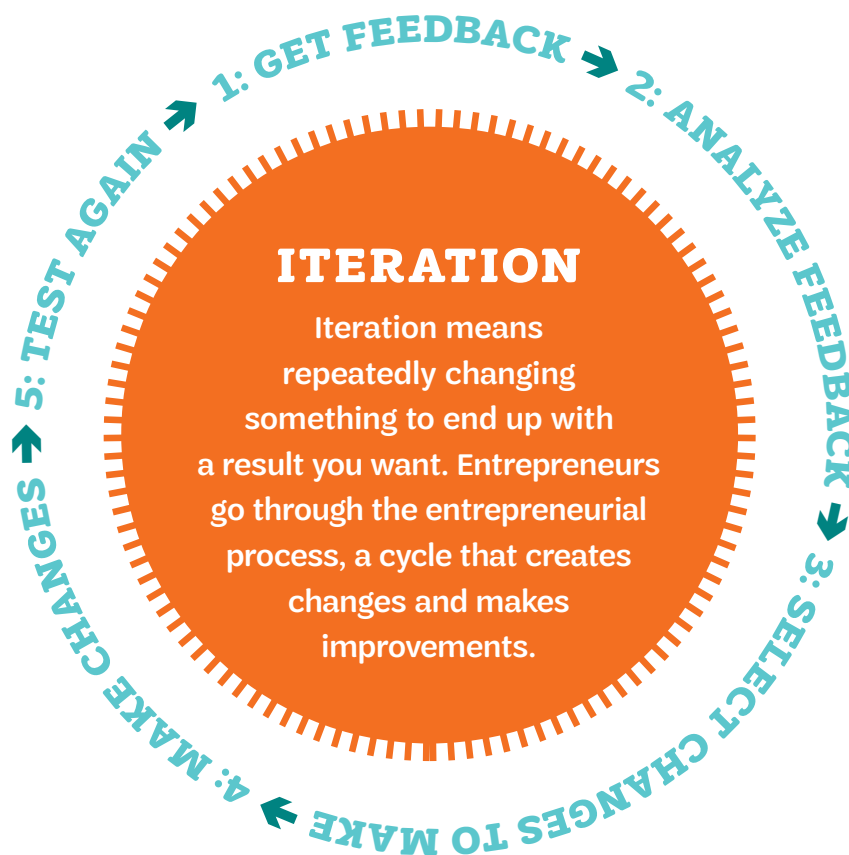 1: GET FEEDBACK
2: ANALYZE FEEDBACK
3: SELECT CHANGES TO MAKE
4: MAKE CHANGES
5: TEST AGAIN
ITERATION
Iteration means
repeatedly changing
something to end up with
a result you want. Entrepreneurs
go through the entrepreneurial
process, a cycle that creates
changes and makes
improvements.